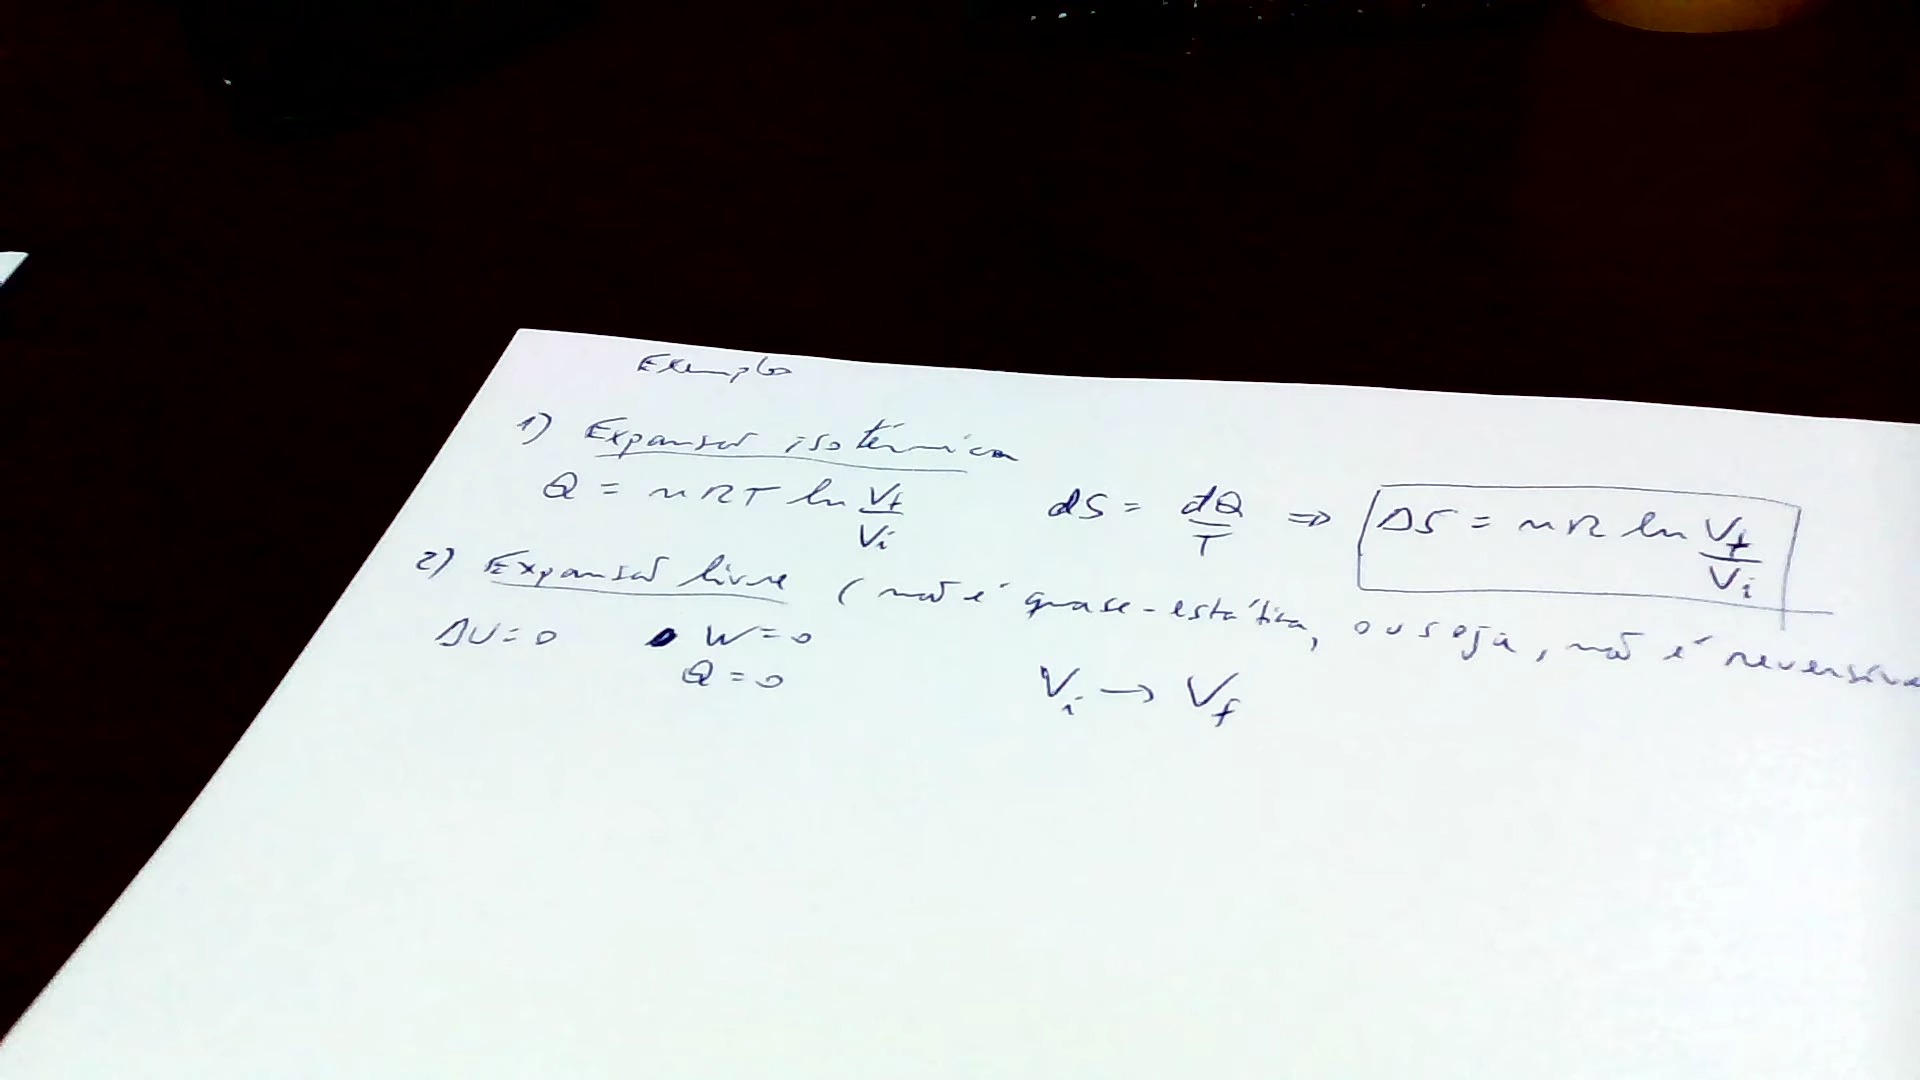 Exemplo
1) Expansão isotérmica
Q = nRT ln Vf/Vi    dS = dQ/T ⇒ ΔS = nR ln Vf/Vi
2) Expansão livre (não é quase-estática, ou seja, não é reversíve
ΔU=0    W=0    Vi → Vf
Q=0